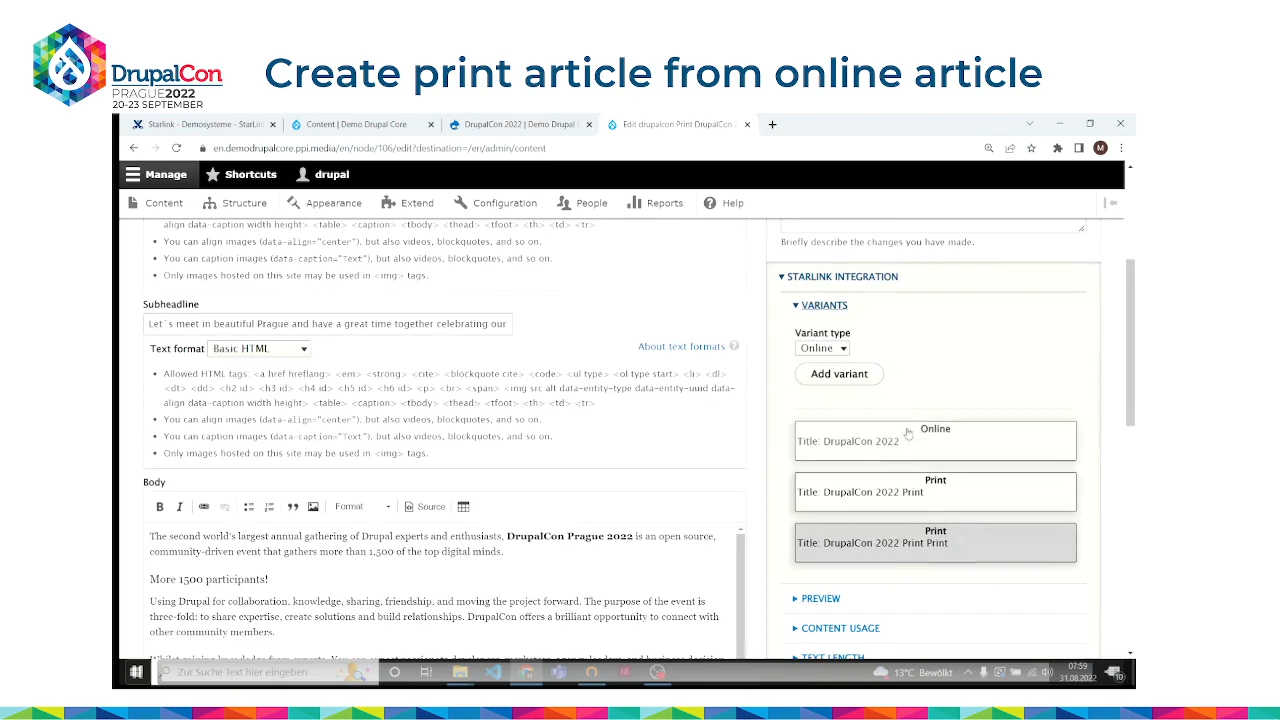 DrupalCon
PRAGUE2022
20-23 SEPTEMBER
Create print article from online article
Starlink - Demosysteme - StarLin
Content | Demo Drupal Core
DrupalCon 2022 | Demo Drupal C
Edit drupalcon Print DrupalCon
en.demodrupalcore.ppi.media/en/node/106/edit?destination=/en/admin/content
M
Manage
Shortcuts
drupal
Content
Structure
Appearance
Extend
Configuration
People
Reports
Help
align data-caption width height> <table> <caption> <tbody> <thead> <tfoot> <th> <td> <tr>
• You can align images (data-align="center"), but also videos, blockquotes, and so on.
• You can caption images (data-caption="Text"), but also videos, blockquotes, and so on.
• Only images hosted on this site may be used in <img> tags.
Subheadline
Let´s meet in beautiful Prague and have a great time together celebrating our
Text format Basic HTML
About text formats ?
• Allowed HTML tags: <a href hreflang> <em> <strong> <cite> <blockquote cite> <code> <ul type> <ol type start> <li> <dl>
<dt> <dd> <h2 id> <h3 id> <h4 id> <h5 id> <h6 id> <p> <br> <span> <img src alt data-entity-type data-entity-uuid data-
align data-caption width height> <table> <caption> <tbody> <thead> <tfoot> <th> <td> <tr>
• You can align images (data-align="center"), but also videos, blockquotes, and so on.
• You can caption images (data-caption="Text"), but also videos, blockquotes, and so on.
• Only images hosted on this site may be used in <img> tags.
Body
B I Format Source
The second world's largest annual gathering of Drupal experts and enthusiasts, DrupalCon Prague 2022 is an open source,
community-driven event that gathers more than 1,500 of the top digital minds.
More 1500 participants!
Using Drupal for collaboration, knowledge, sharing, friendship, and moving the project forward. The purpose of the event is
three-fold: to share expertise, create solutions and build relationships. DrupalCon offers a brilliant opportunity to connect with
other community members.
Briefly describe the changes you have made.
STARLINK INTEGRATION
VARIANTS
Variant type
Online
Add variant
Online
Title: DrupalCon 2022
Print
Title: DrupalCon 2022 Print
Print
Title: DrupalCon 2022 Print Print
PREVIEW
CONTENT USAGE
TEXT LENGTH
Zur Suche Text hier eingeben
13°C Bewölkt
07:59
31.08.2022
10